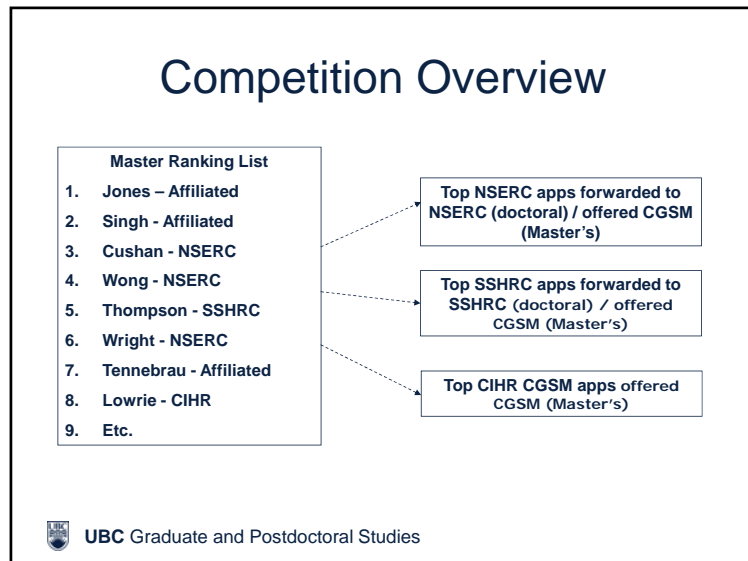 Competition Overview
Master Ranking List
1. Jones – Affiliated
2. Singh - Affiliated
3. Cushan - NSERC
4. Wong - NSERC
5. Thompson - SSHRC
6. Wright - NSERC
7. Tennebrau - Affiliated
8. Lowrie - CIHR
9. Etc.
Top NSERC apps forwarded to
NSERC (doctoral) / offered CGSM
(Master's)
Top SSHRC apps forwarded to
SSHRC (doctoral) / offered
CGSM (Master's)
Top CIHR CGSM apps offered
CGSM (Master's)
UBC
UBC Graduate and Postdoctoral Studies